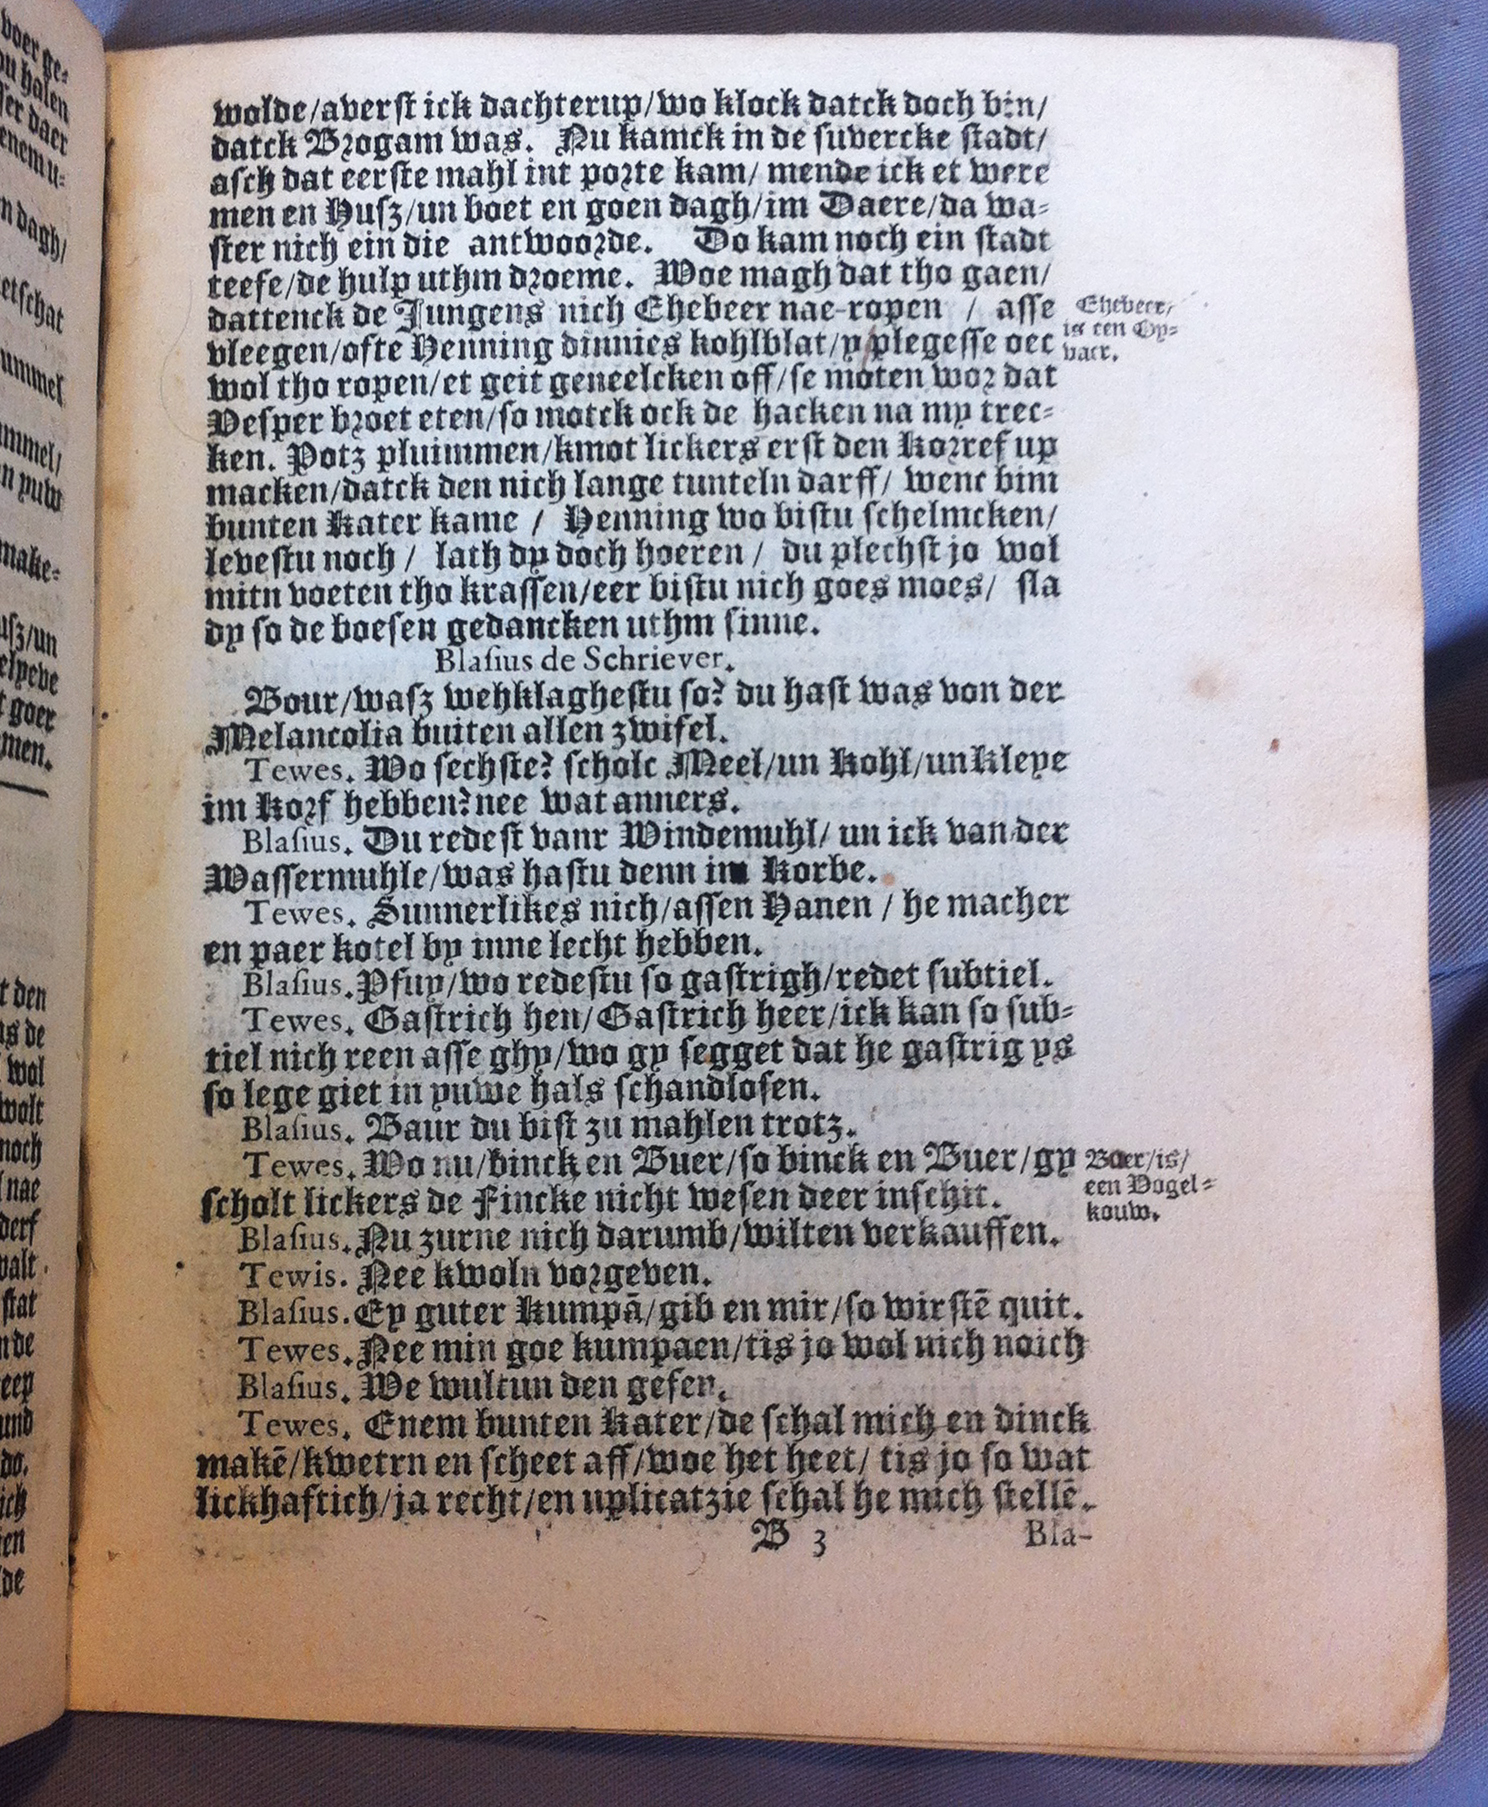 wolde/averſt ick dachterup/wo klock datck doch bin/
datck Brogam was. Nu kamck in de ſuvercke ſtadt/
aſch dat eerſte mahl int porte kam/ mende ick et were
men en Huſz/un boet en goen dagh/im Daere/da wa-
ſter nich ein die antwoorde. Do kam noch ein ſtadt
teefe/de hulp uthm droeme. Woe magh dat tho gaen/
dattenck de Jungens nich Ehebeer nae-ropen / aſſe
vleegen/ofte Henning dinnies kohlblat/y plegeſſe oec
wol tho ropen/et geit geneelcken off/ſe moten wor dat
Veſper broet eten/ſo motck ock de hacken na my trec-
ken. Potz pluimmen/kmot lickers erſt den Korref up
macken/datck den nich lange tunteln darff/ wenc bim
bunten Kater kame / Henning wo biſtu ſchelmcken/
leveſtu noch / lath dy doch hoeren / du plechſt jo wol
mitn voeten tho kraſſen/eer biſtu nich goes moes/ ſla
dy ſo de boeſen gedancken uthm ſinne.
Ehebeer/
is een Oy-
vaer.
Blaſius de Schriever.
Bour/waſz wehklagheſtu ſo? du haſt was von der
Melancolia buiten allen zwifel.
Tewes. Wo ſechſte? ſcholc Meel/un Kohl/un Kleye
im Korf hebben? nee wat anners.
Blaſius. Du redeſt vanr Windemuhl/ un ick van der
Waſſermuhle/was haſtu denn im Korbe.
Tewes. Sunnerlikes nich/aſſen Hanen / he macher
en paer kotel by inne lecht hebben.
Blaſius. Pfuy/wo redeſtu ſo gaſtrigh/redet ſubtiel.
Tewes. Gaſtrich hen/Gaſtrich heer/ick kan ſo ſub-
tiel nich reen aſſe ghy/wo gy ſegget dat he gaſtrig ys
ſo lege giet in yuwe hals ſchandloſen.
Blaſius. Baur du biſt zu mahlen trotz.
Tewes. Wo nu/binck en Buer/ſo binck en Buer/gy
ſcholt lickers de Fincke nicht weſen deer inſchit.
Boer/is/
een Vogel-
kouw.
Blaſius. Nu zurne nich darumb/wilten verkauffen.
Tewis. Nee kwoln vorgeven.
Blaſius. Ey guter Kumpã/gib en mir/ſo wirſtẽ quit.
Tewes. Nee min goe kumpaen/tis jo wol nich noich
Blaſius. We wultun den gefen.
Tewes. Enem bunten Kater/de ſchal mich en dinck
makẽ/kwetrn en ſcheet aff/woe het heet/ tis jo ſo wat
lickhaftich/ja recht/en uplicatzie ſchal he mich ſtellẽ.
B 3 Bla-